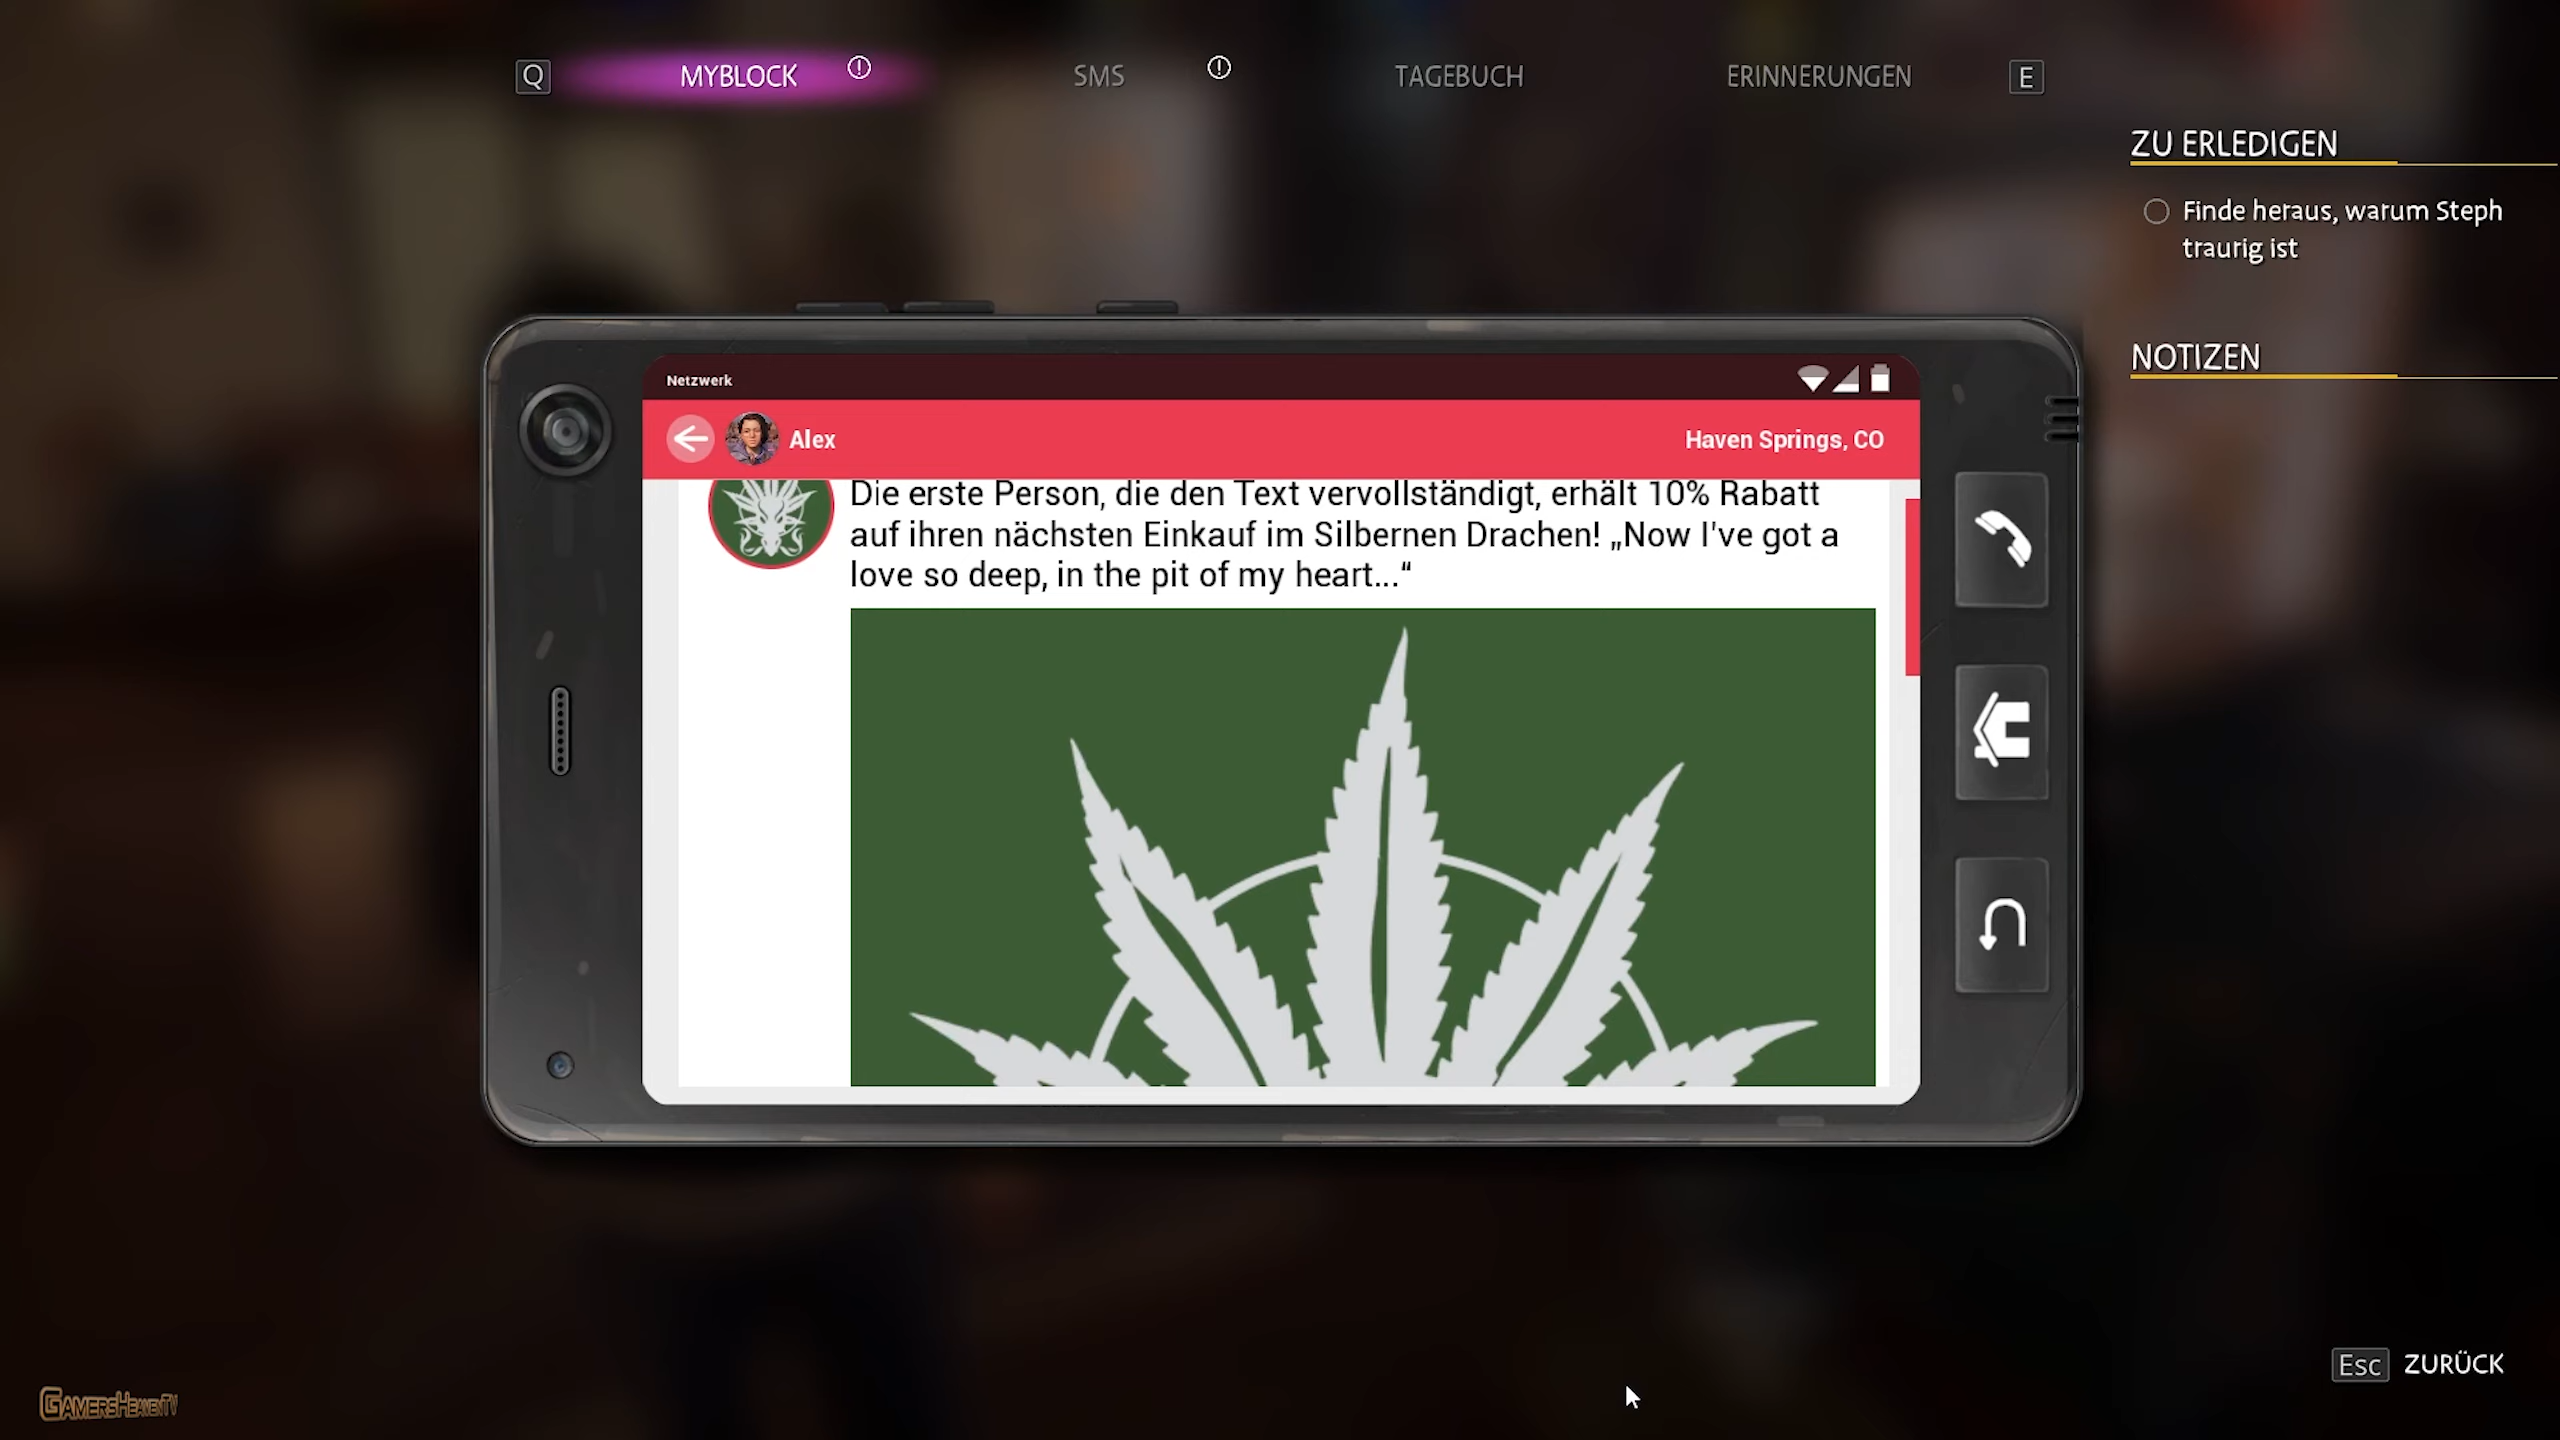 Q
MYBLOCK
SMS
TAGEBUCH
ERINNERUNGEN
E
ZU ERLEDIGEN
Finde heraus, warum Steph
traurig ist
NOTIZEN
Netzwerk
Alex
Haven Springs, CO
Die erste Person, die den Text vervollständigt, erhält 10% Rabatt
auf ihren nächsten Einkauf im Silbernen Drachen! „Now I've got a
love so deep, in the pit of my heart...“
Esc ZURÜCK
GAMERSHEAVENTV